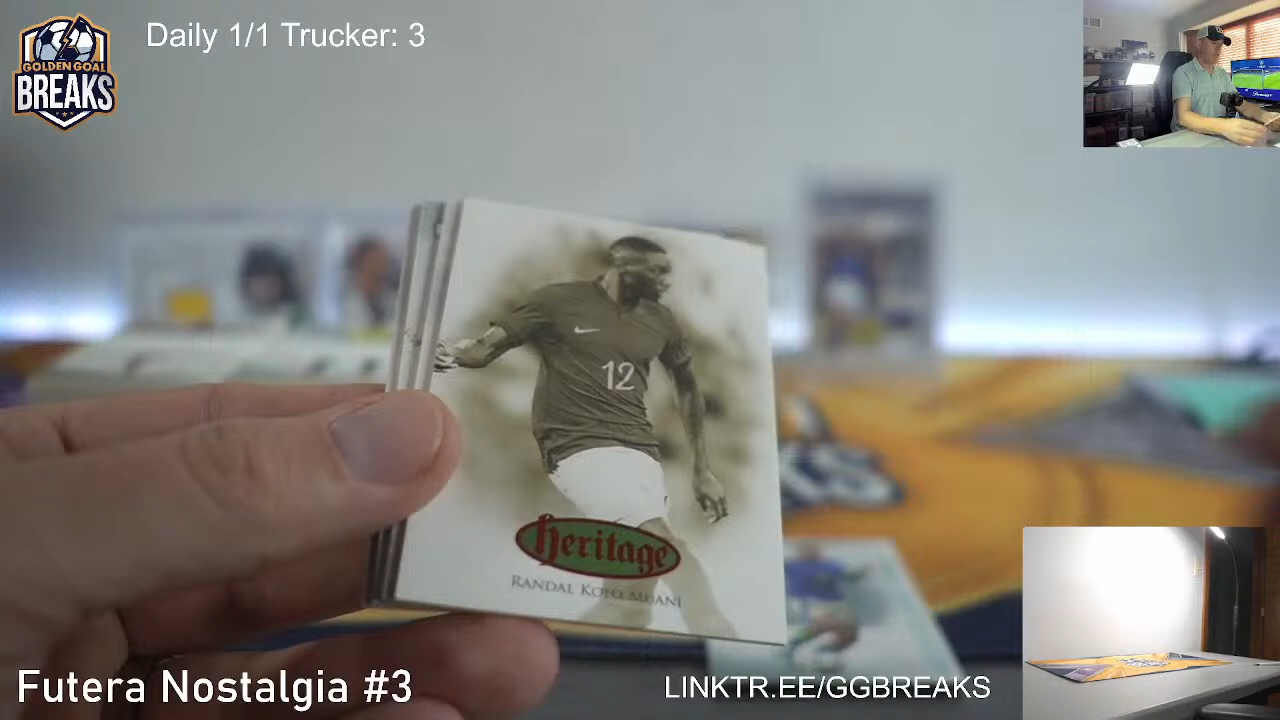 Daily 1/1 Trucker: 3
GOLDEN GOAL
BREAKS
12
heritage
RANDAL KOLO MUANI
Futera Nostalgia #3
LINKTR.EE/GGBREAKS